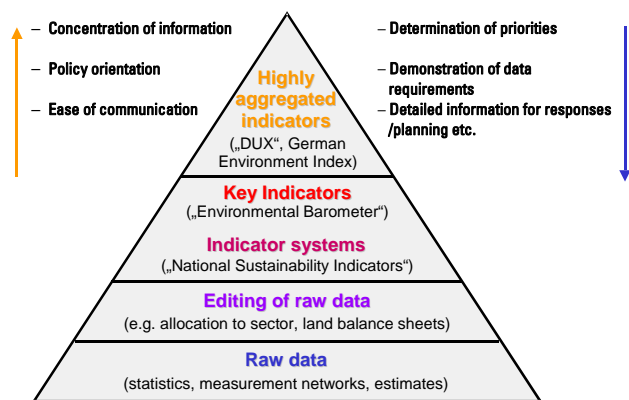 – Concentration of information
– Policy orientation
– Ease of communication
– Determination of priorities
– Demonstration of data
requirements
– Detailed information for responses
/planning etc.
Highly
aggregated
indicators
(„DUX“, German
Environment Index)
Key Indicators
(„Environmental Barometer“)
Indicator systems
(„National Sustainability Indicators“)
Editing of raw data
(e.g. allocation to sector, land balance sheets)
Raw data
(statistics, measurement networks, estimates)